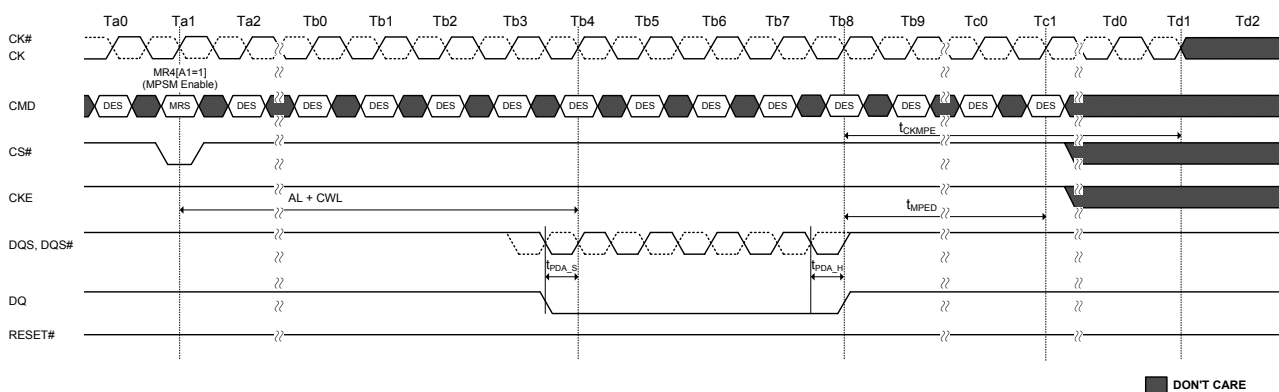 Ta0 Ta1 Ta2 Tb0 Tb1 Tb2 Tb3 Tb4 Tb5 Tb6 Tb7 Tb8 Tb9 Tc0 Tc1 Td0 Td1 Td2
CK#
CK
MR4[A1=1]
(MPSM Enable)
CMD DES MRS DES DES DES DES DES DES DES DES DES DES DES DES DES
tCKMPE
CS#
CKE
AL + CWL
tMPED
DQS, DQS#
tPDA_S tPDA_H
DQ
RESET#
DON'T CARE